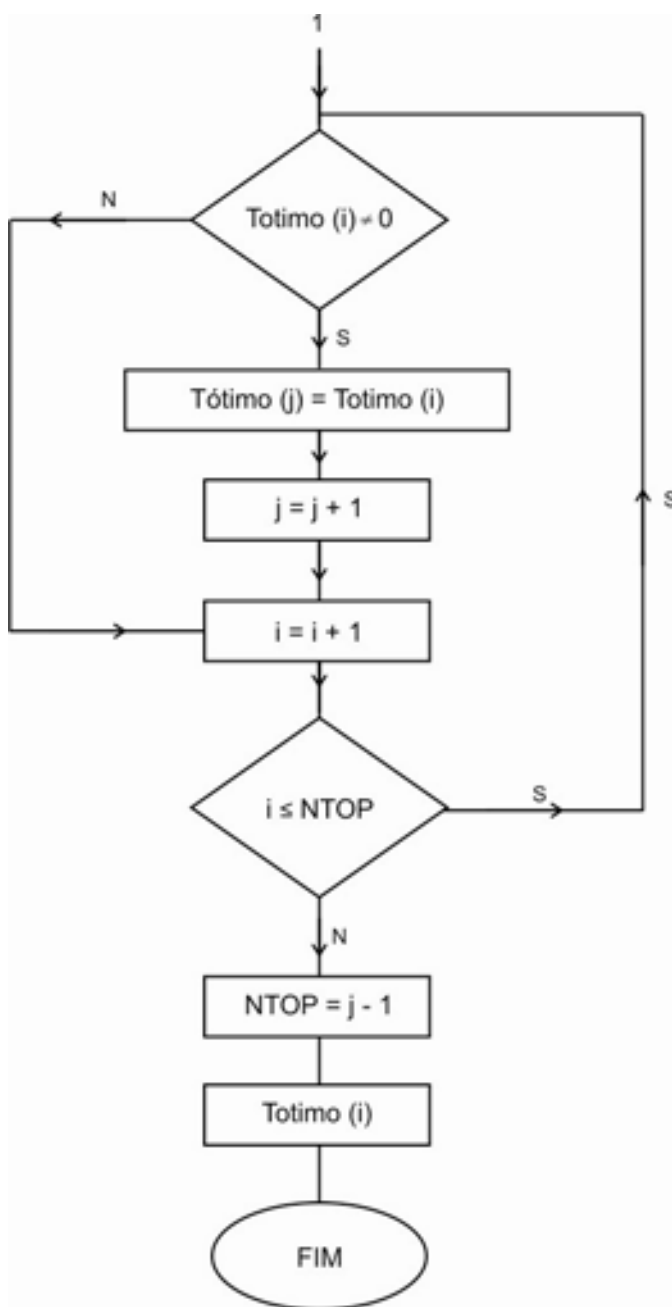 1
N
Totimo (i) ≠ 0
S
Tótimo (j) = Totimo (i)
j = j + 1
S
i = i + 1
i ≤ NTOP
S
N
NTOP = j - 1
Totimo (i)
FIM